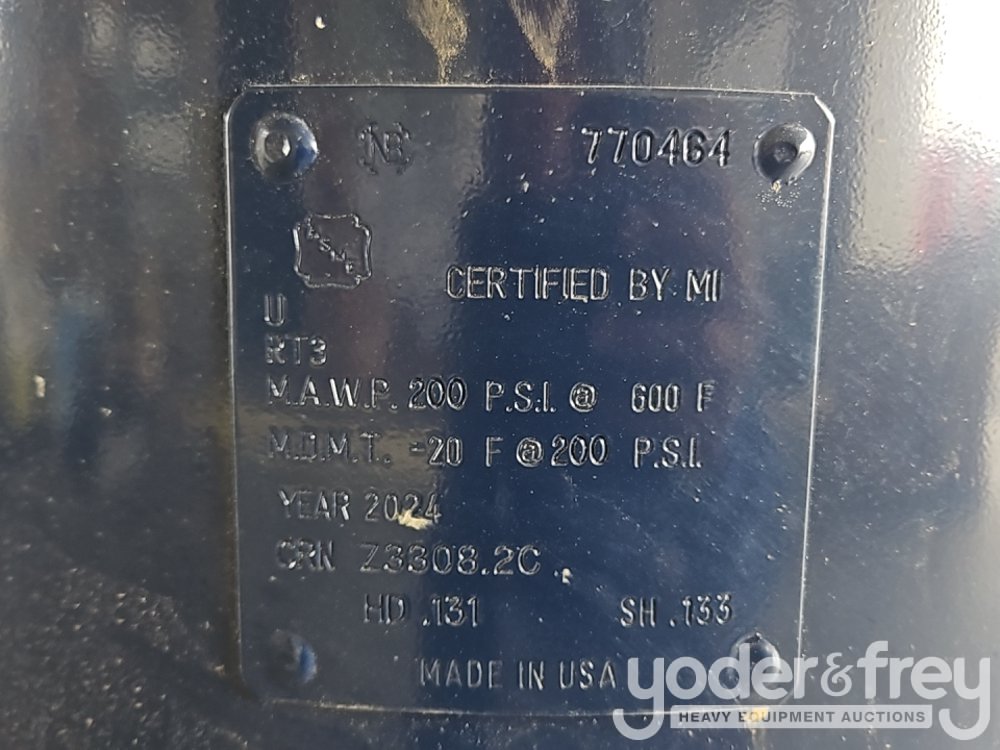 NB 770464
ASME
CERTIFIED BY MI
U
RT3
M.A.W.P. 200 P.S.I. @ 600 F
M.D.M.T. -20 F @ 200 P.S.I.
YEAR 2024
CRN Z3308.2C
HD .131 SH .133
MADE IN USA
yoder&frey
HEAVY EQUIPMENT AUCTIONS